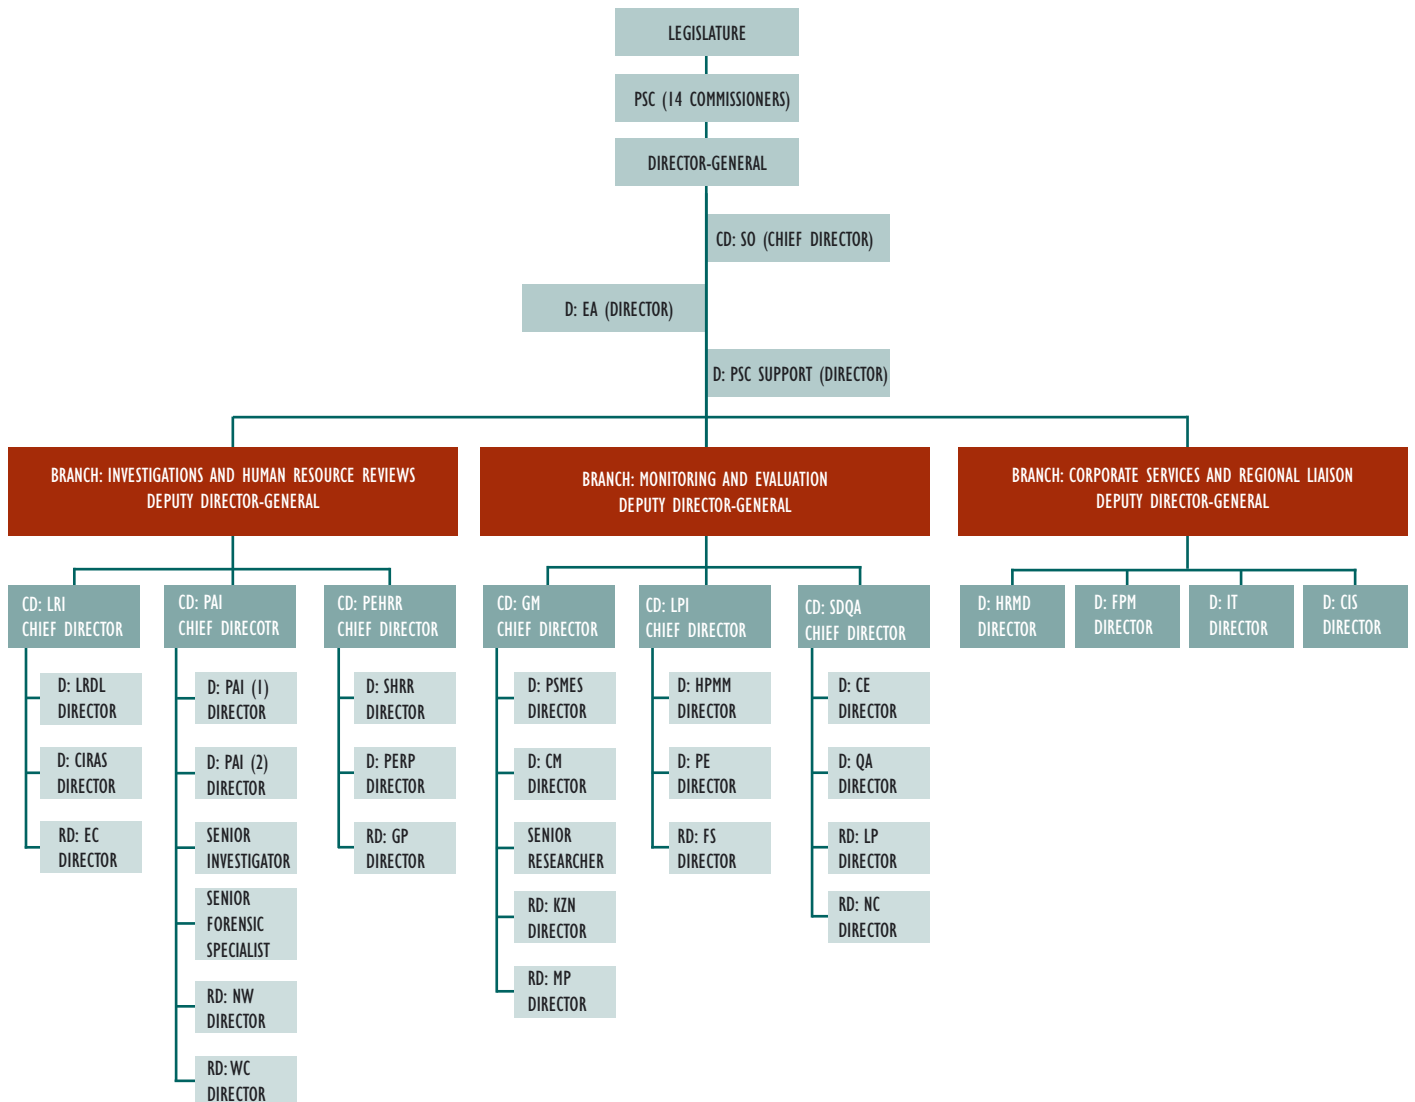 LEGISLATURE
PSC (14 COMMISSIONERS)
DIRECTOR-GENERAL
CD: SO (CHIEF DIRECTOR)
D: EA (DIRECTOR)
D: PSC SUPPORT (DIRECTOR)
BRANCH: INVESTIGATIONS AND HUMAN RESOURCE REVIEWS
DEPUTY DIRECTOR-GENERAL
BRANCH: MONITORING AND EVALUATION
DEPUTY DIRECTOR-GENERAL
BRANCH: CORPORATE SERVICES AND REGIONAL LIAISON
DEPUTY DIRECTOR-GENERAL
CD: LRI
CHIEF DIRECTOR
D: LRDL
DIRECTOR
D: CIRAS
DIRECTOR
RD: EC
DIRECTOR
CD: PAI
CHIEF DIRECOTR
D: PAI (1)
DIRECTOR
D: PAI (2)
DIRECTOR
SENIOR
INVESTIGATOR
SENIOR
FORENSIC
SPECIALIST
RD: NW
DIRECTOR
RD: WC
DIRECTOR
CD: PEHRR
CHIEF DIRECTOR
D: SHRR
DIRECTOR
D: PERP
DIRECTOR
RD: GP
DIRECTOR
CD: GM
CHIEF DIRECTOR
D: PSMES
DIRECTOR
D: CM
DIRECTOR
SENIOR
RESEARCHER
RD: KZN
DIRECTOR
RD: MP
DIRECTOR
CD: LPI
CHIEF DIRECTOR
D: HPMM
DIRECTOR
D: PE
DIRECTOR
RD: FS
DIRECTOR
CD: SDQA
CHIEF DIRECTOR
D: CE
DIRECTOR
D: QA
DIRECTOR
RD: LP
DIRECTOR
RD: NC
DIRECTOR
D: HRMD
DIRECTOR
D: FPM
DIRECTOR
D: IT
DIRECTOR
D: CIS
DIRECTOR